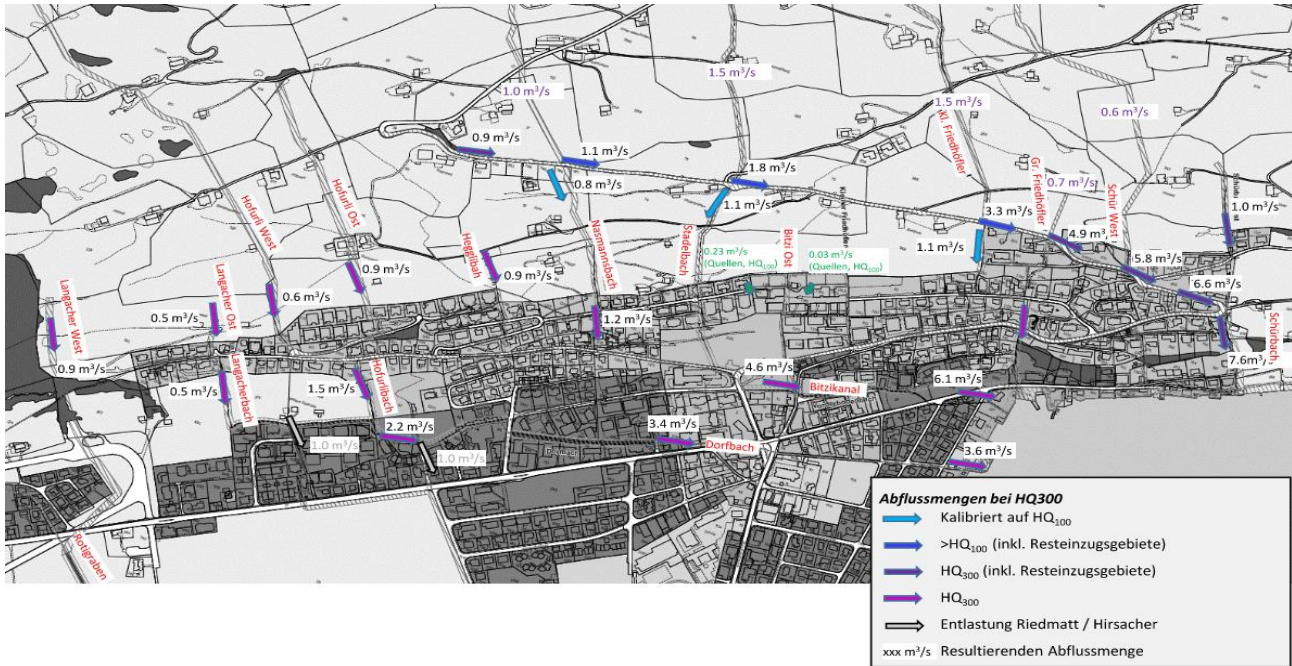 1.0 m³/s
1.5 m³/s
1.5 m³/s
0.6 m³/s
Kl. Friedhöfler
Gr. Friedhöfler
0.7 m³/s
Schür West
0.9 m³/s
1.1 m³/s
0.8 m³/s
1.8 m³/s
1.1 m³/s
3.3 m³/s
1.1 m³/s
4.9 m³
5.8 m³/s
6.6 m³/s
1.0 m³/s
7.6m³/s
Schürbach
Hofurli West
Hofurli Ost
Hegglibah
Nasmannsbach
Stadelbach
Bitzi Ost
0.23 m³/s
(Quellen, HQ100)
0.03 m³/s
(Quellen, HQ100)
Langacher West
0.9 m³/s
0.5 m³/s
Langacher Ost
0.6 m³/s
0.9 m³/s
0.9 m³/s
1.2 m³/s
?
Langacherbach
0.5 m³/s
1.5 m³/s
Hofurlibach
1.0 m³/s
2.2 m³/s
1.0 m³/s
3.4 m³/s
Dorfbach
4.6 m³/s
Bitzikanal
6.1 m³/s
3.6 m³/s
Rotigraben
Abflussmengen bei HQ300
Kalibriert auf HQ100
>HQ100 (inkl. Resteinzugsgebiete)
HQ300 (inkl. Resteinzugsgebiete)
HQ300
Entlastung Riedmatt / Hirsacher
xxx m³/s Resultierenden Abflussmenge